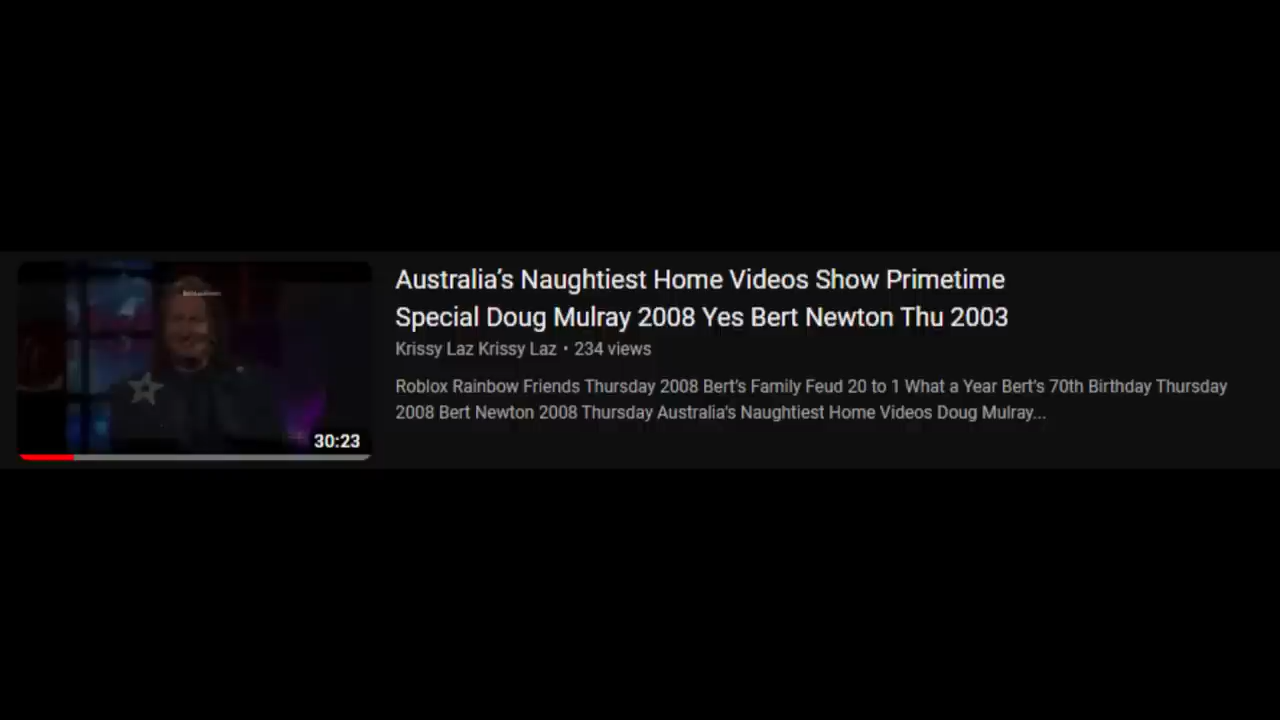 Australia's Naughtiest Home Videos Show Primetime
Special Doug Mulray 2008 Yes Bert Newton Thu 2003
Krissy Laz Krissy Laz • 234 views
Roblox Rainbow Friends Thursday 2008 Bert's Family Feud 20 to 1 What a Year Bert's 70th Birthday Thursday
2008 Bert Newton 2008 Thursday Australia's Naughtiest Home Videos Doug Mulray...
30:23